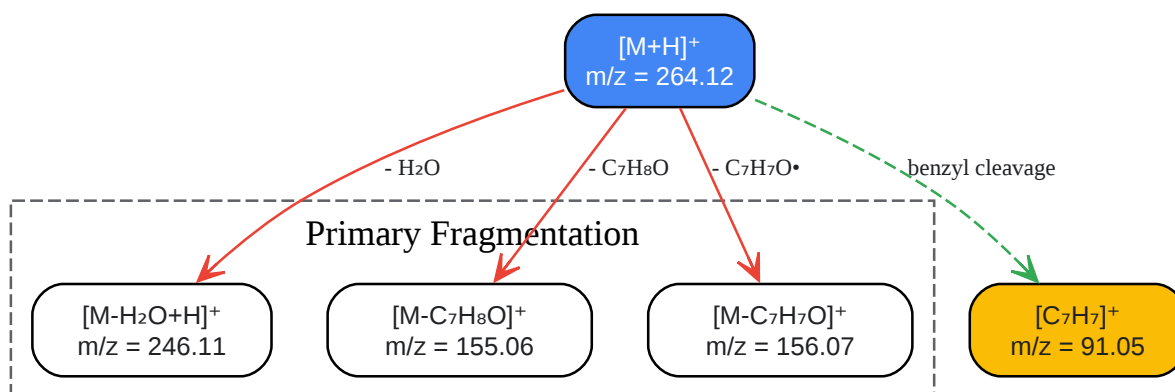 [M+H]⁺
m/z = 264.12
- H₂O
- C₇H₈O
- C₇H₇O•
benzyl cleavage
Primary Fragmentation
[M-H₂O+H]⁺
m/z = 246.11
[M-C₇H₈O]⁺
m/z = 155.06
[M-C₇H₇O]⁺
m/z = 156.07
[C₇H₇]⁺
m/z = 91.05